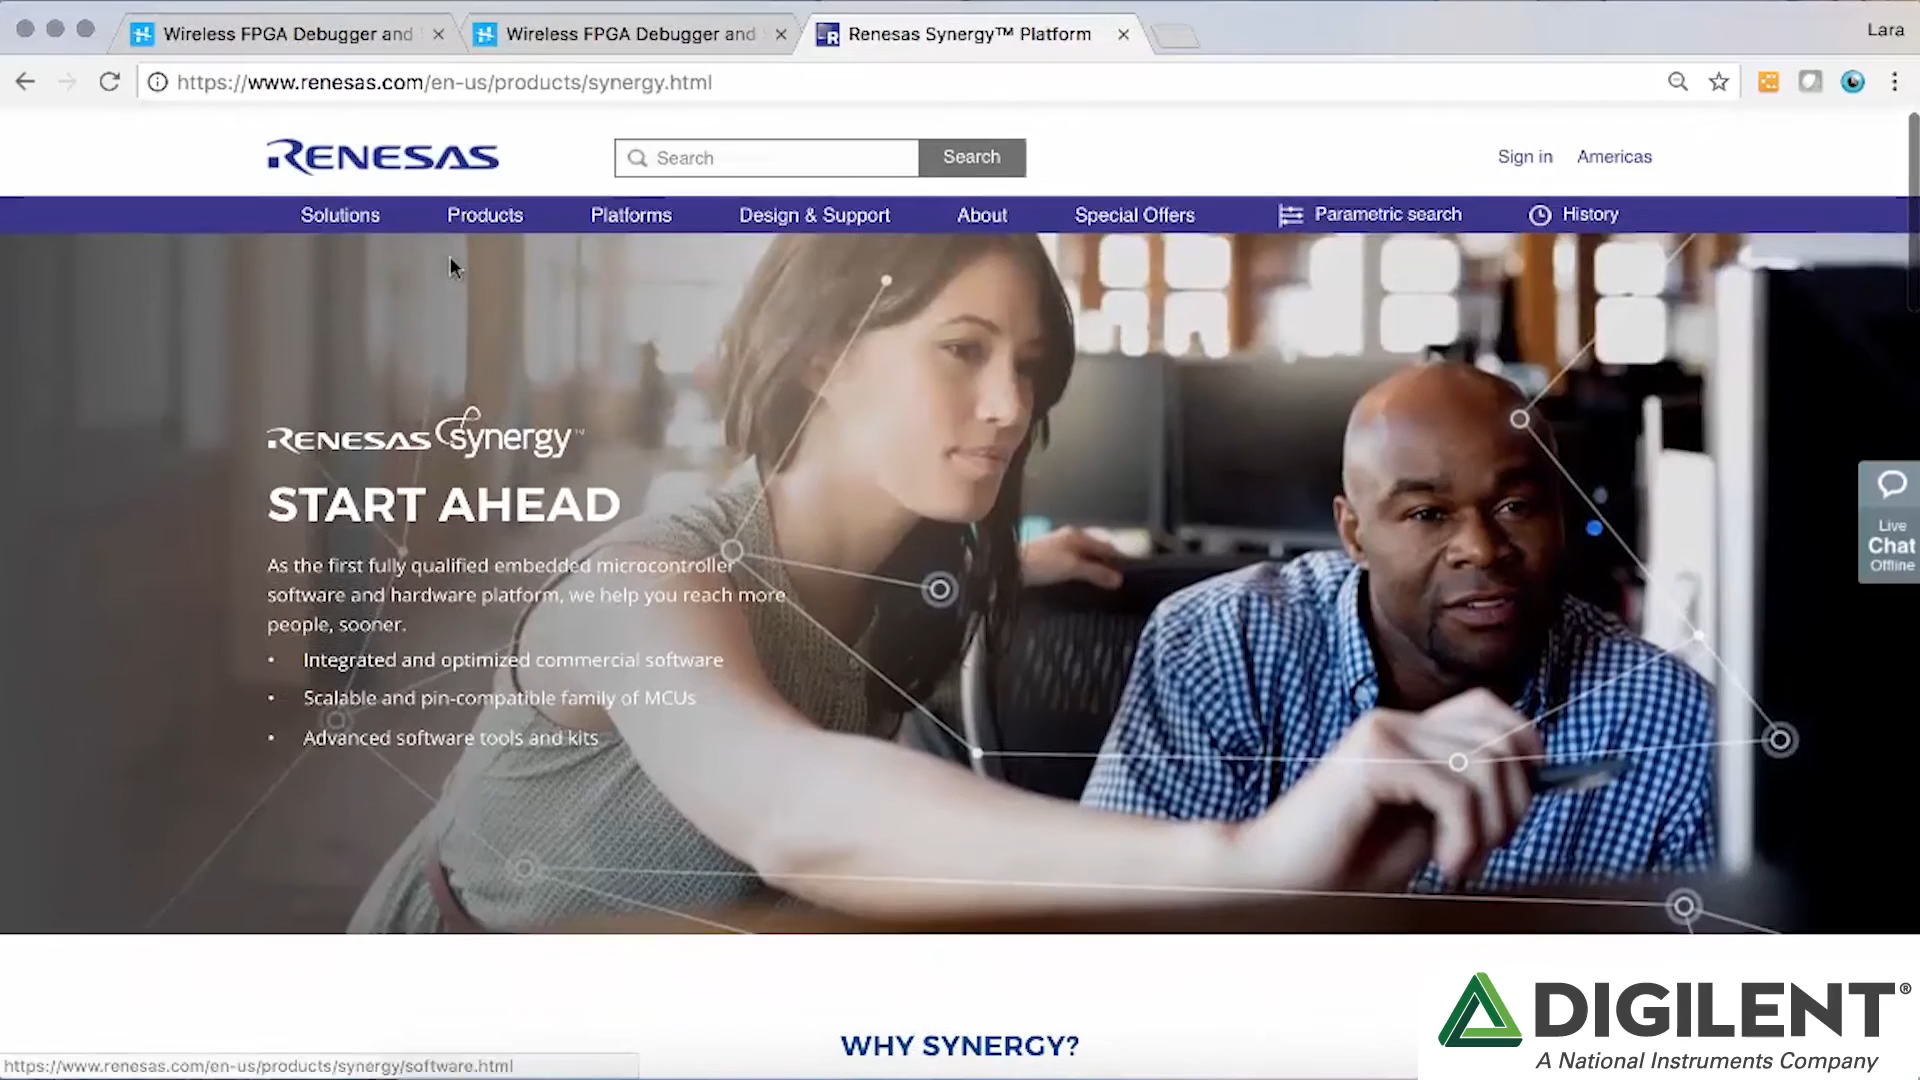 Wireless FPGA Debugger and
Wireless FPGA Debugger and
Renesas Synergy™ Platform
Lara
https://www.renesas.com/en-us/products/synergy.html
RENESAS
Search
Search
Sign in
Americas
Solutions
Products
Platforms
Design & Support
About
Special Offers
Parametric search
History
RENESAS synergy™
START AHEAD
As the first fully qualified embedded microcontroller
software and hardware platform, we help you reach more
people, sooner.
• Integrated and optimized commercial software
• Scalable and pin-compatible family of MCUs
• Advanced software tools and kits
Live
Chat
Offline
WHY SYNERGY?
https://www.renesas.com/en-us/products/synergy/software.html
DIGILENT®
A National Instruments Company